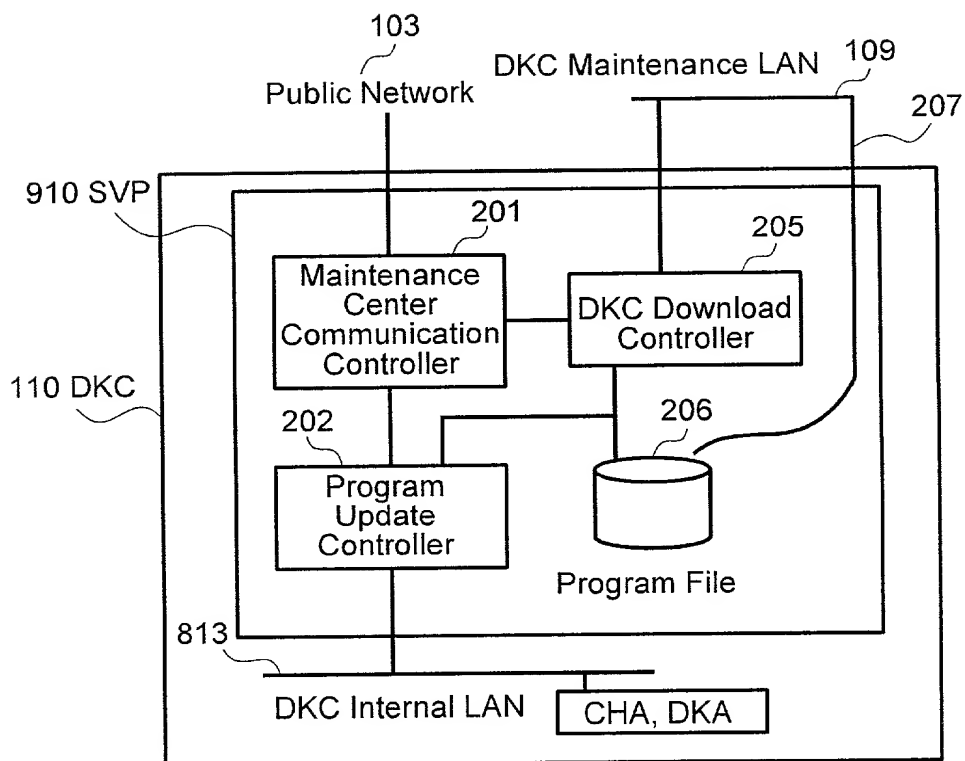 103
Public Network
DKC Maintenance LAN
109
207
910 SVP
201
205
Maintenance
Center
Communication
Controller
DKC Download
Controller
110 DKC
202
206
Program
Update
Controller
Program File
813
DKC Internal LAN
CHA, DKA